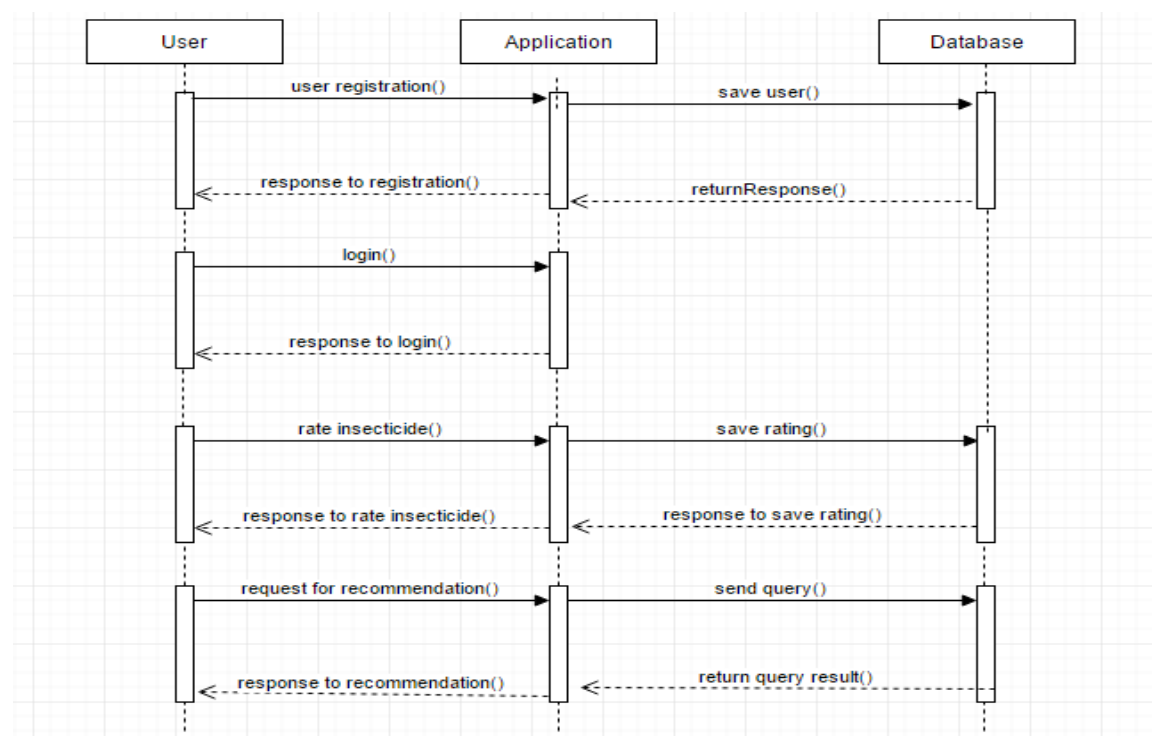 User
Application
Database
user registration()
save user()
response to registration()
returnResponse()
login()
response to login()
rate insecticide()
save rating()
response to rate insecticide()
response to save rating()
request for recommendation()
send query()
response to recommendation()
return query result()